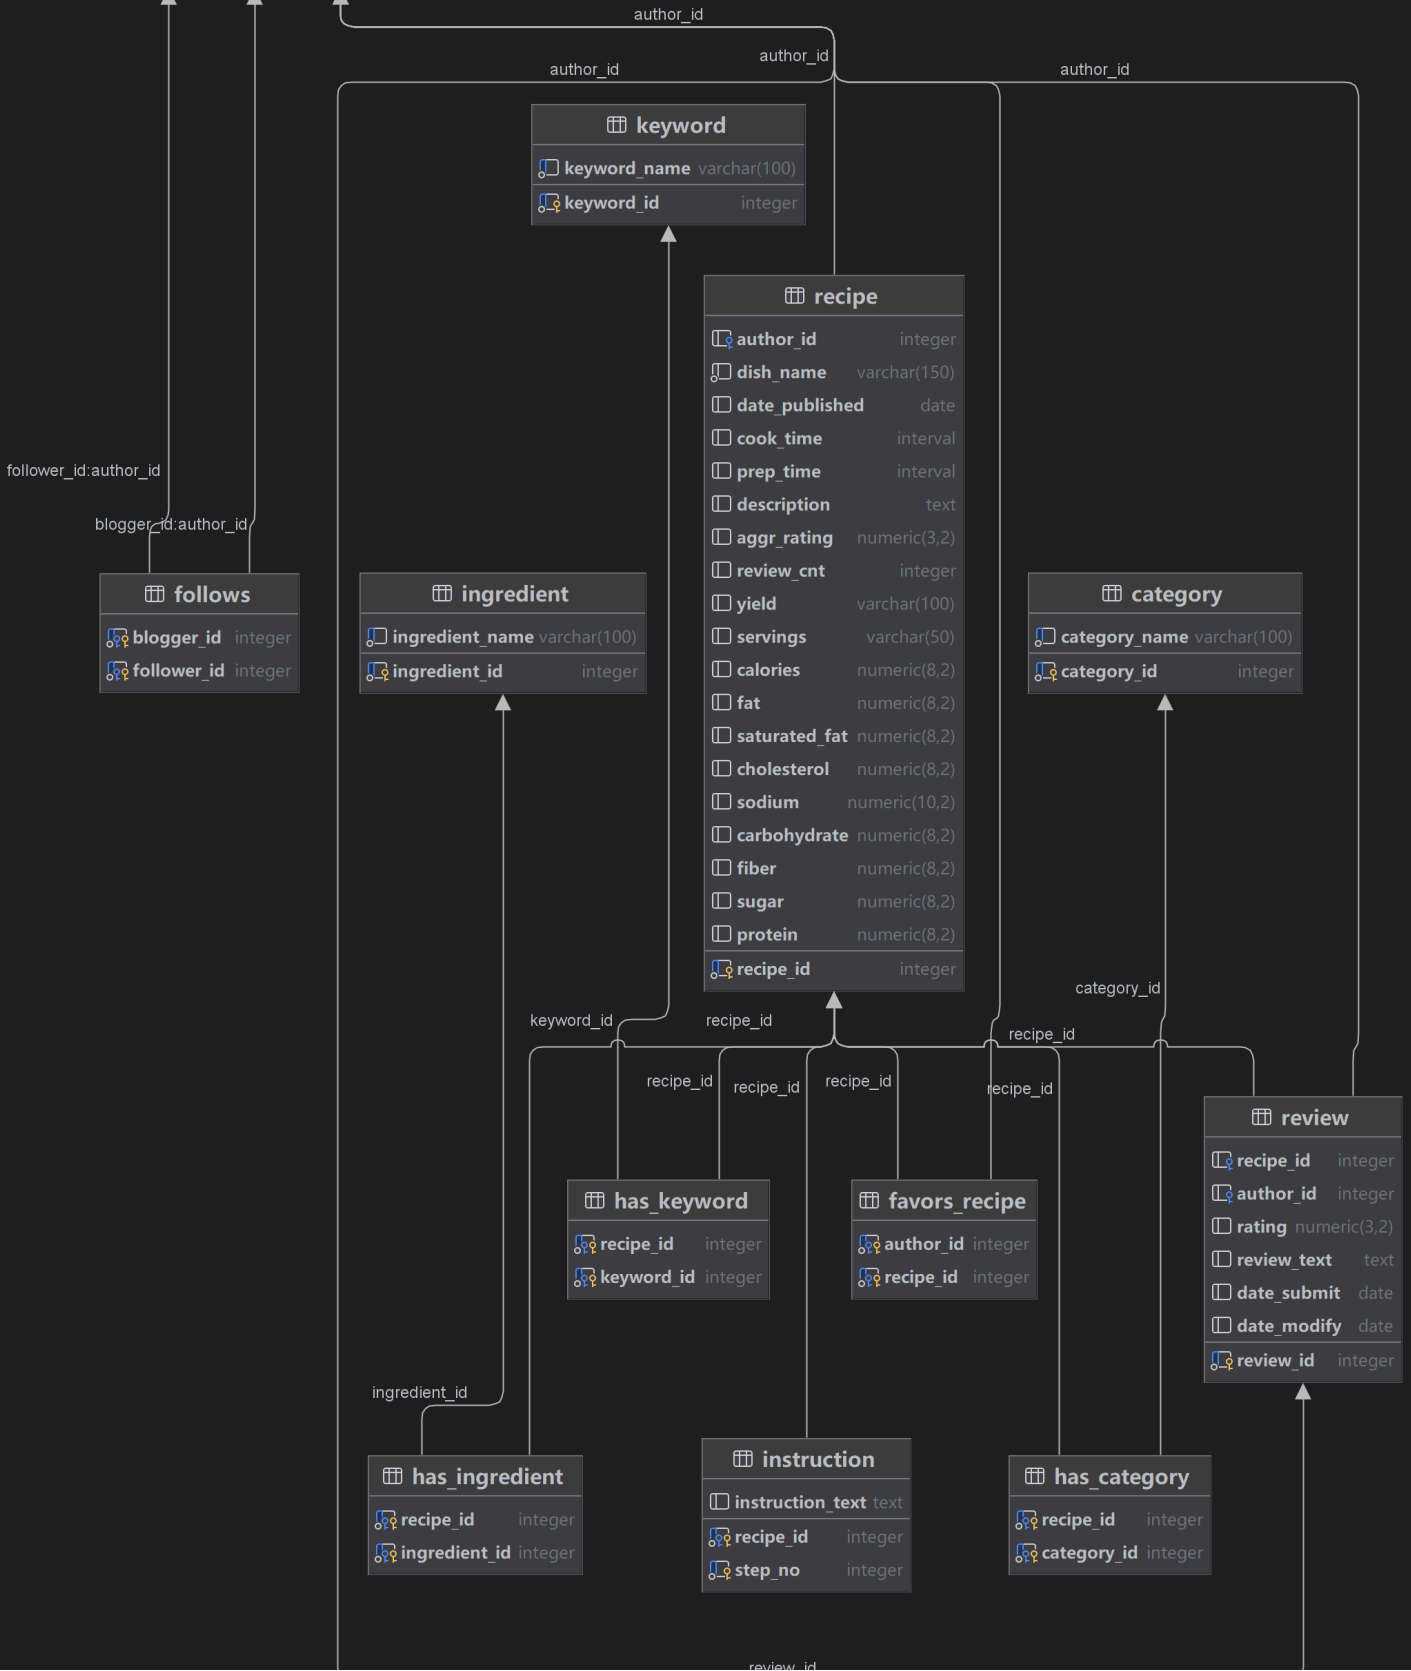 author_id
author_id
author_id
author_id
keyword
keyword_name varchar(100)
keyword_id integer
recipe
author_id integer
dish_name varchar(150)
date_published date
cook_time interval
prep_time interval
description text
aggr_rating numeric(3,2)
review_cnt integer
yield varchar(100)
servings varchar(50)
calories numeric(8,2)
fat numeric(8,2)
saturated_fat numeric(8,2)
cholesterol numeric(8,2)
sodium numeric(10,2)
carbohydrate numeric(8,2)
fiber numeric(8,2)
sugar numeric(8,2)
protein numeric(8,2)
recipe_id integer
follower_id:author_id
blogger_id:author_id
follows
blogger_id integer
follower_id integer
ingredient
ingredient_name varchar(100)
ingredient_id integer
category
category_name varchar(100)
category_id integer
category_id
keyword_id
recipe_id
recipe_id
recipe_id
recipe_id
recipe_id
recipe_id
review
recipe_id integer
author_id integer
rating numeric(3,2)
review_text text
date_submit date
date_modify date
review_id integer
has_keyword
recipe_id integer
keyword_id integer
favors_recipe
author_id integer
recipe_id integer
ingredient_id
has_ingredient
recipe_id integer
ingredient_id integer
instruction
instruction_text text
recipe_id integer
step_no integer
has_category
recipe_id integer
category_id integer
review_id